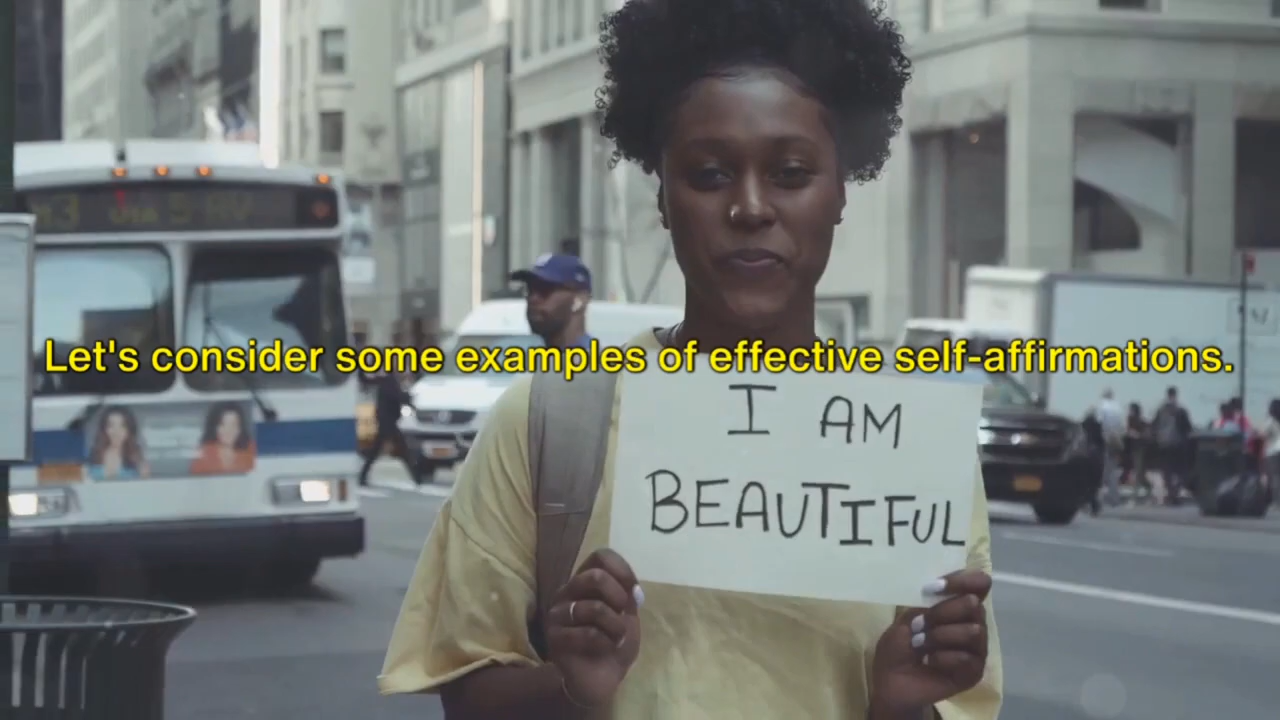 Let's consider some examples of effective self-affirmations.
I AM
BEAUTIFUL